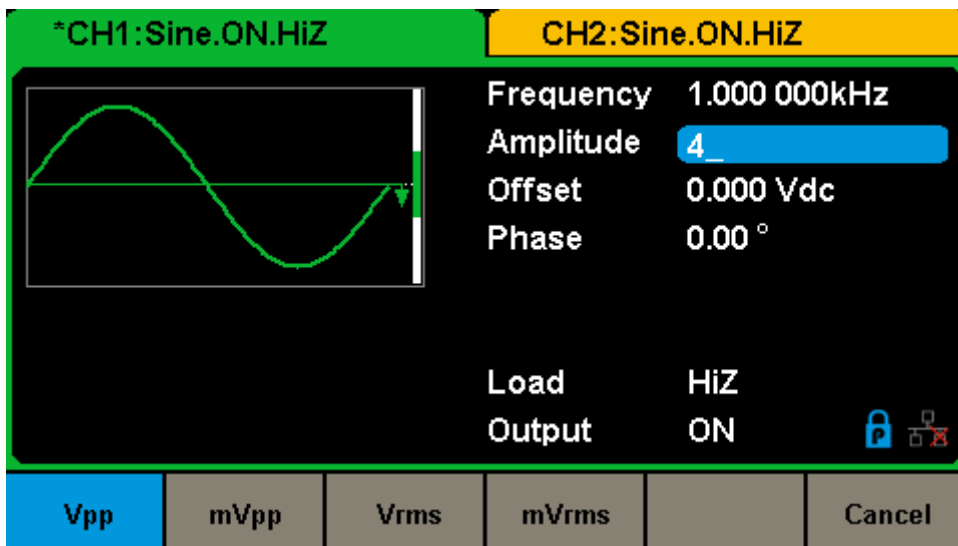 *CH1:Sine.ON.HiZ CH2:Sine.ON.HiZ
Frequency 1.000 000kHz
Amplitude 4_
Offset 0.000 Vdc
Phase 0.00 °
Load HiZ
Output ON P
Vpp mVpp Vrms mVrms Cancel